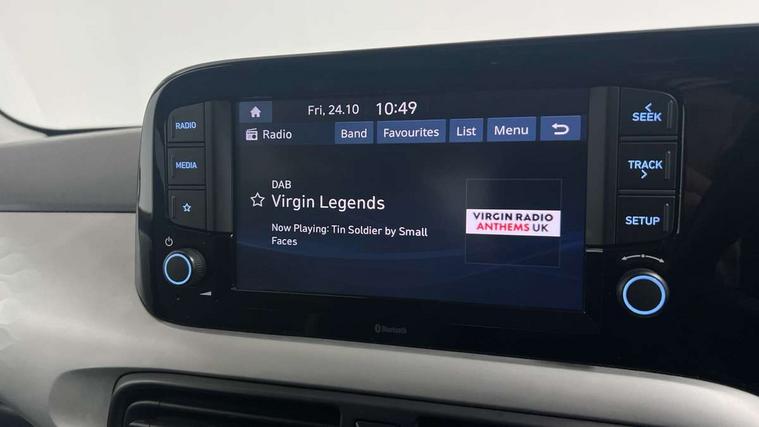 Fri, 24.10 10:49
Radio Band Favourites List Menu
DAB
Virgin Legends
Now Playing: Tin Soldier by Small
Faces
VIRGIN RADIO
ANTHEMS UK
RADIO
MEDIA
SEEK
TRACK
SETUP
Bluetooth